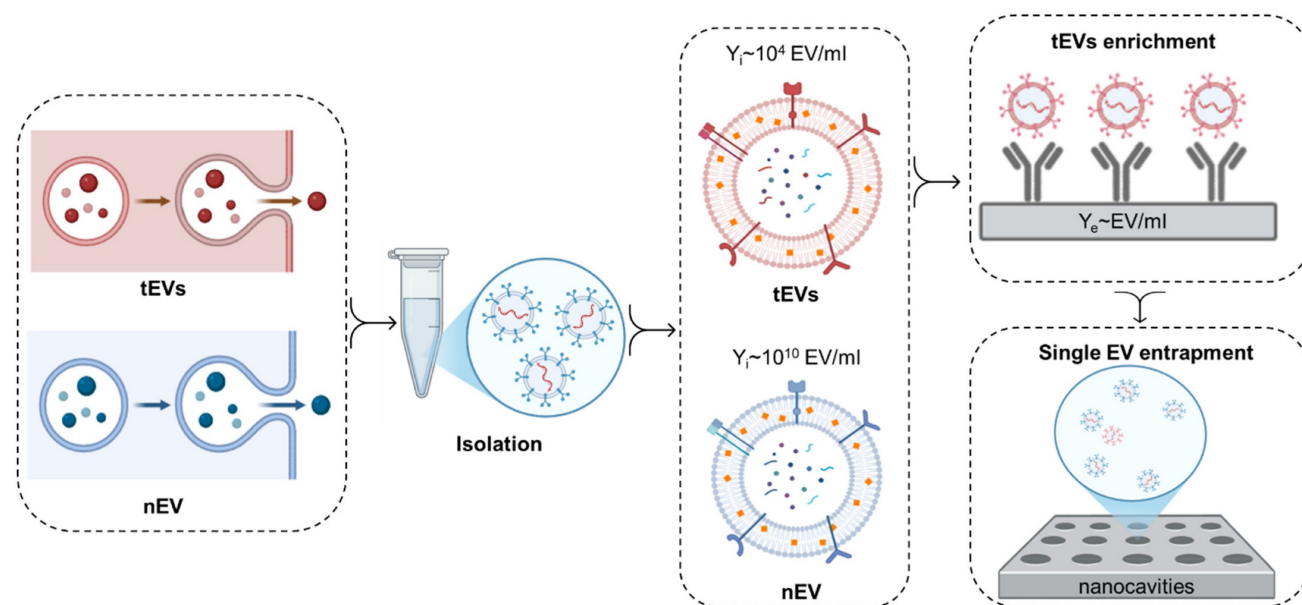 tEVs
nEV
Isolation
Yᵢ~10⁴ EV/ml
tEVs
Yᵢ~10¹⁰ EV/ml
nEV
tEVs enrichment
Yₑ~EV/ml
Single EV entrapment
nanocavities